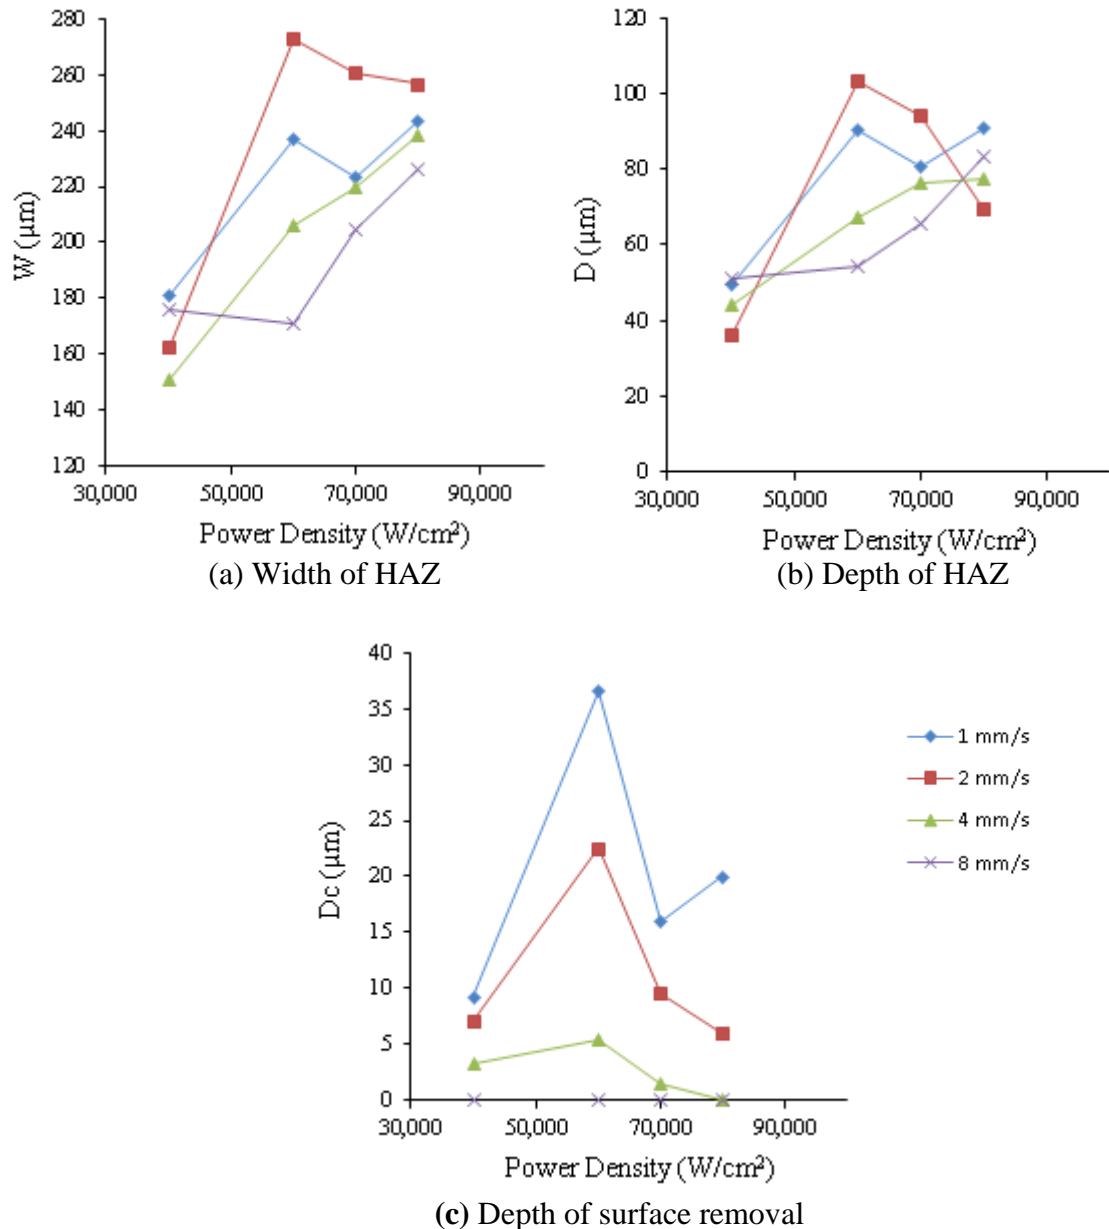 280
260
240
220
200
180
160
140
120
W (µm)
30,000 50,000 70,000 90,000
Power Density (W/cm²)
(a) Width of HAZ
120
100
80
60
40
20
0
D (µm)
30,000 50,000 70,000 90,000
Power Density (W/cm²)
(b) Depth of HAZ
40
35
30
25
20
15
10
5
0
Dc (µm)
30,000 50,000 70,000 90,000
Power Density (W/cm²)
1 mm/s
2 mm/s
4 mm/s
8 mm/s
(c) Depth of surface removal